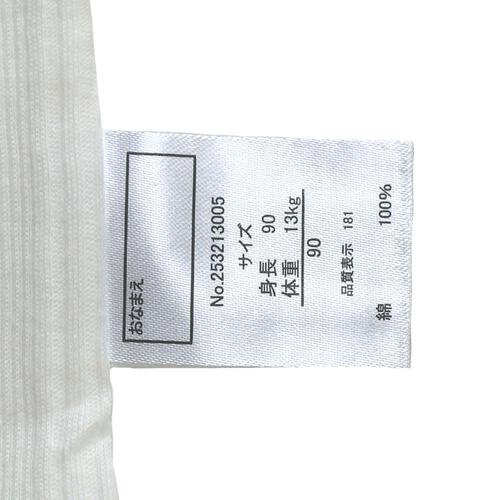 おなまえ
No.253213005
サイズ
身長 90
体重 13kg
90
品質表示 181
綿 100%